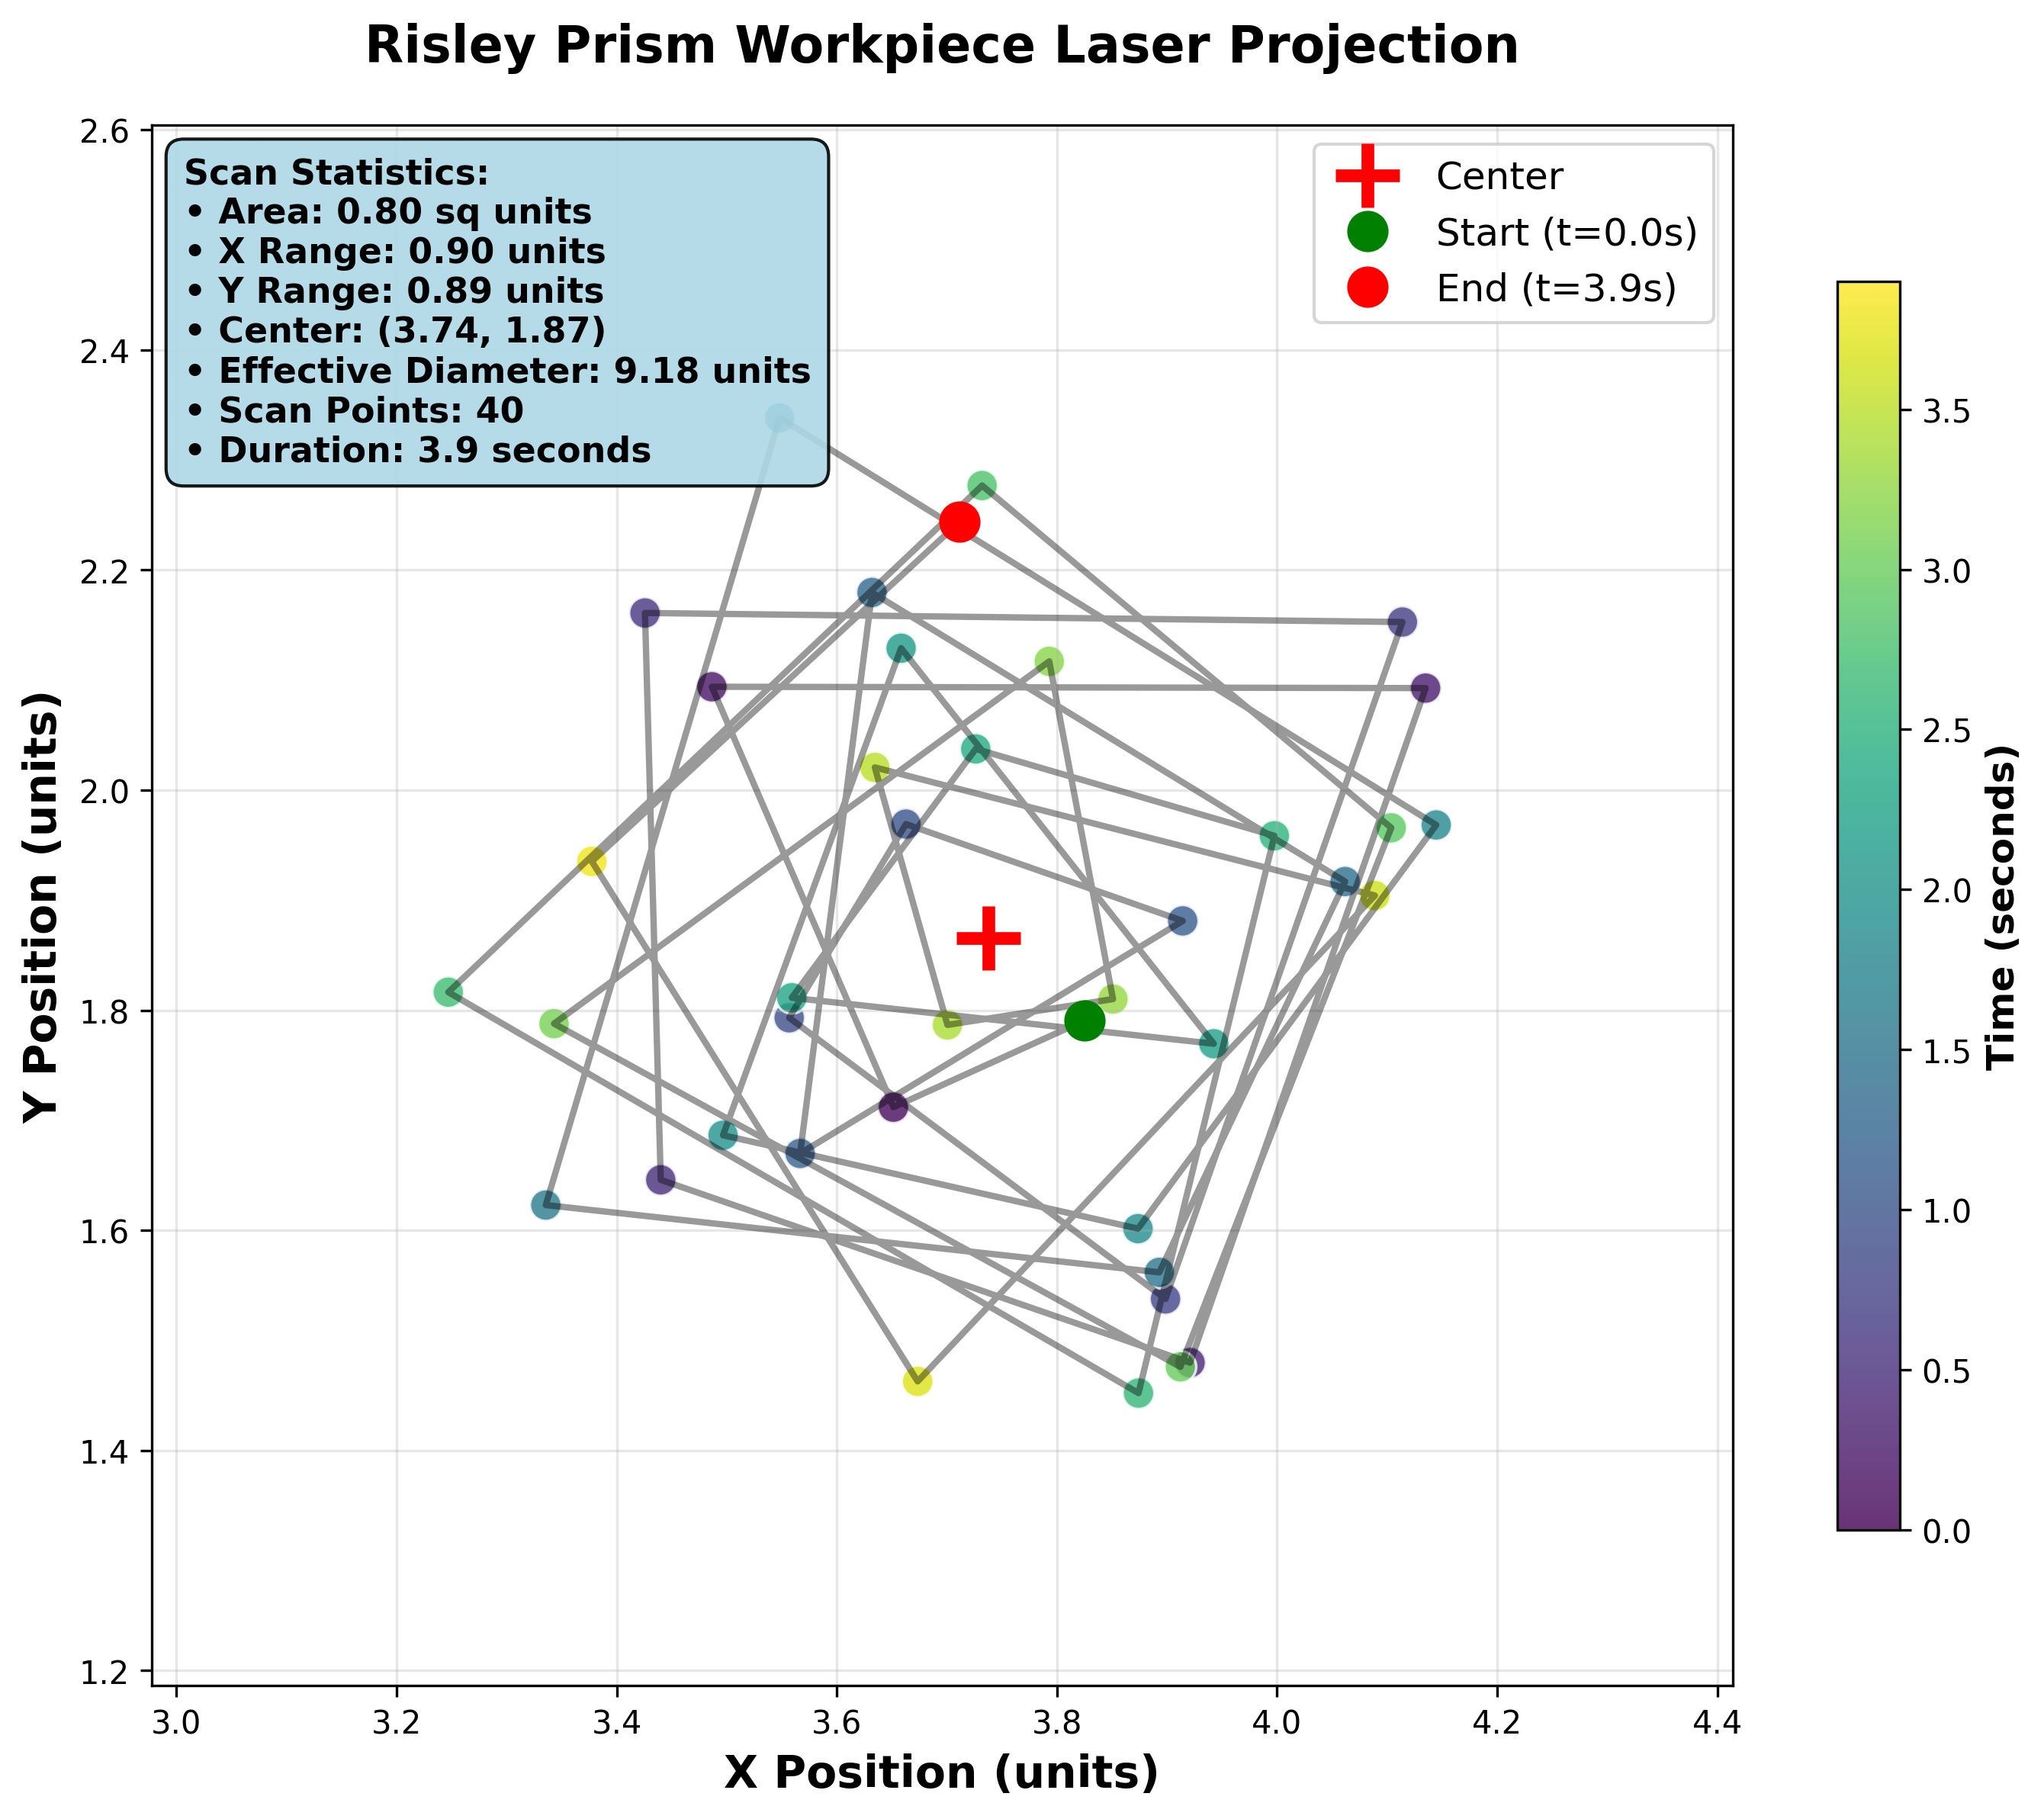 Risley Prism Workpiece Laser Projection
Scan Statistics:
• Area: 0.80 sq units
• X Range: 0.90 units
• Y Range: 0.89 units
• Center: (3.74, 1.87)
• Effective Diameter: 9.18 units
• Scan Points: 40
• Duration: 3.9 seconds
Center
Start (t=0.0s)
End (t=3.9s)
2.6
2.4
2.2
2.0
1.8
1.6
1.4
1.2
Y Position (units)
3.0 3.2 3.4 3.6 3.8 4.0 4.2 4.4
X Position (units)
3.5
3.0
2.5
2.0
1.5
1.0
0.5
0.0
Time (seconds)